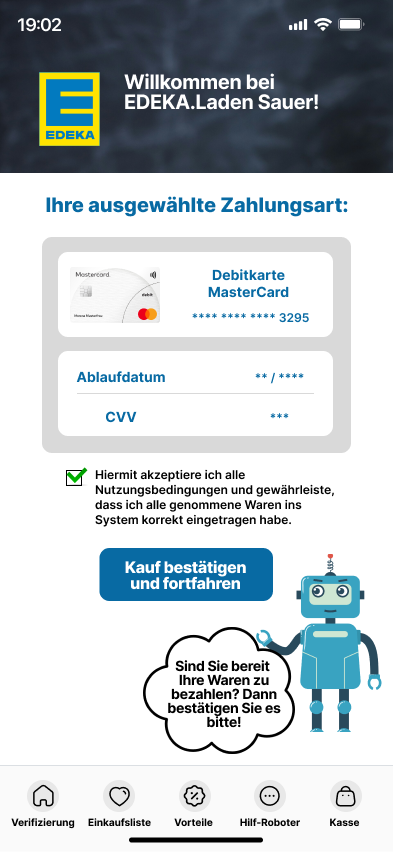 19:02
Willkommen bei
EDEKA.Laden Sauer!
E
EDEKA
Ihre ausgewählte Zahlungsart:
Mastercard
debit
Debitkarte
MasterCard
**** **** **** 3295
Ablaufdatum
** / ****
CVV
***
Hiermit akzeptiere ich alle
Nutzungsbedingungen und gewährleiste,
dass ich alle genommene Waren ins
System korrekt eingetragen habe.
Kauf bestätigen
und fortfahren
Sind Sie bereit
Ihre Waren zu
bezahlen? Dann
bestätigen Sie es
bitte!
Verifizierung
Einkaufsliste
Vorteile
Hilf-Roboter
Kasse